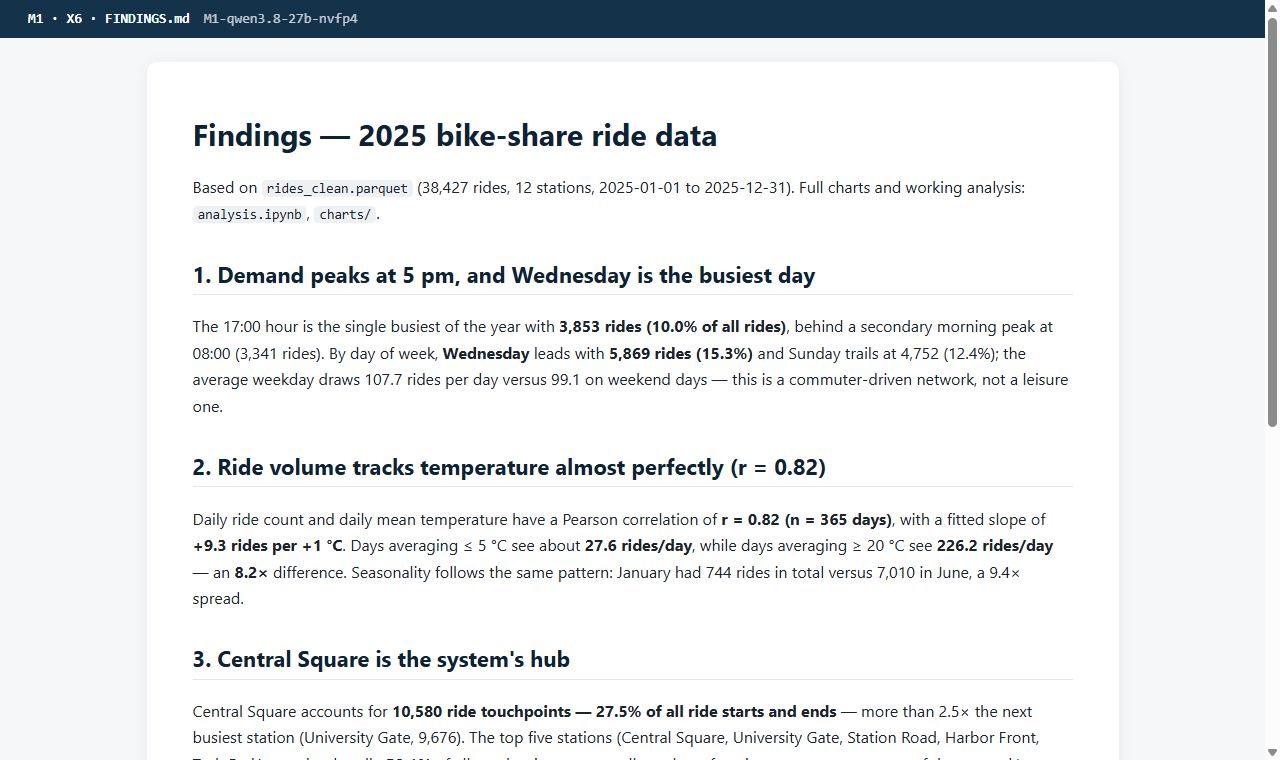 M1 · X6 · FINDINGS.md M1-qwen3.8-27b-nvfp4
Findings — 2025 bike-share ride data
Based on rides_clean.parquet (38,427 rides, 12 stations, 2025-01-01 to 2025-12-31). Full charts and working analysis:
analysis.ipynb, charts/.
1. Demand peaks at 5 pm, and Wednesday is the busiest day
The 17:00 hour is the single busiest of the year with 3,853 rides (10.0% of all rides), behind a secondary morning peak at
08:00 (3,341 rides). By day of week, Wednesday leads with 5,869 rides (15.3%) and Sunday trails at 4,752 (12.4%); the
average weekday draws 107.7 rides per day versus 99.1 on weekend days — this is a commuter-driven network, not a leisure
one.
2. Ride volume tracks temperature almost perfectly (r = 0.82)
Daily ride count and daily mean temperature have a Pearson correlation of r = 0.82 (n = 365 days), with a fitted slope of
+9.3 rides per +1 °C. Days averaging ≤ 5 °C see about 27.6 rides/day, while days averaging ≥ 20 °C see 226.2 rides/day
— an 8.2× difference. Seasonality follows the same pattern: January had 744 rides in total versus 7,010 in June, a 9.4×
spread.
3. Central Square is the system's hub
Central Square accounts for 10,580 ride touchpoints — 27.5% of all ride starts and ends — more than 2.5× the next
busiest station (University Gate, 9,676). The top five stations (Central Square, University Gate, Station Road, Harbor Front,